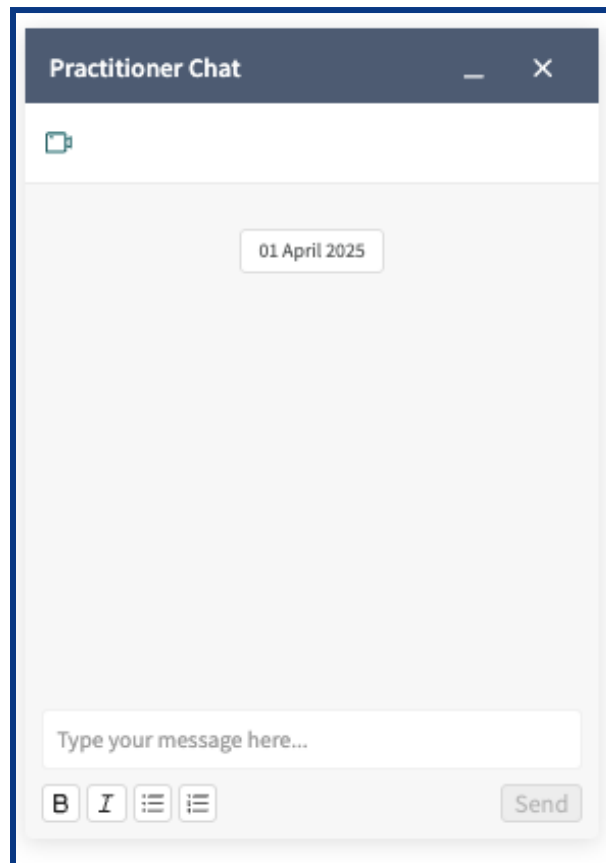 Practitioner Chat
01 April 2025
Type your message here...
B I
Send